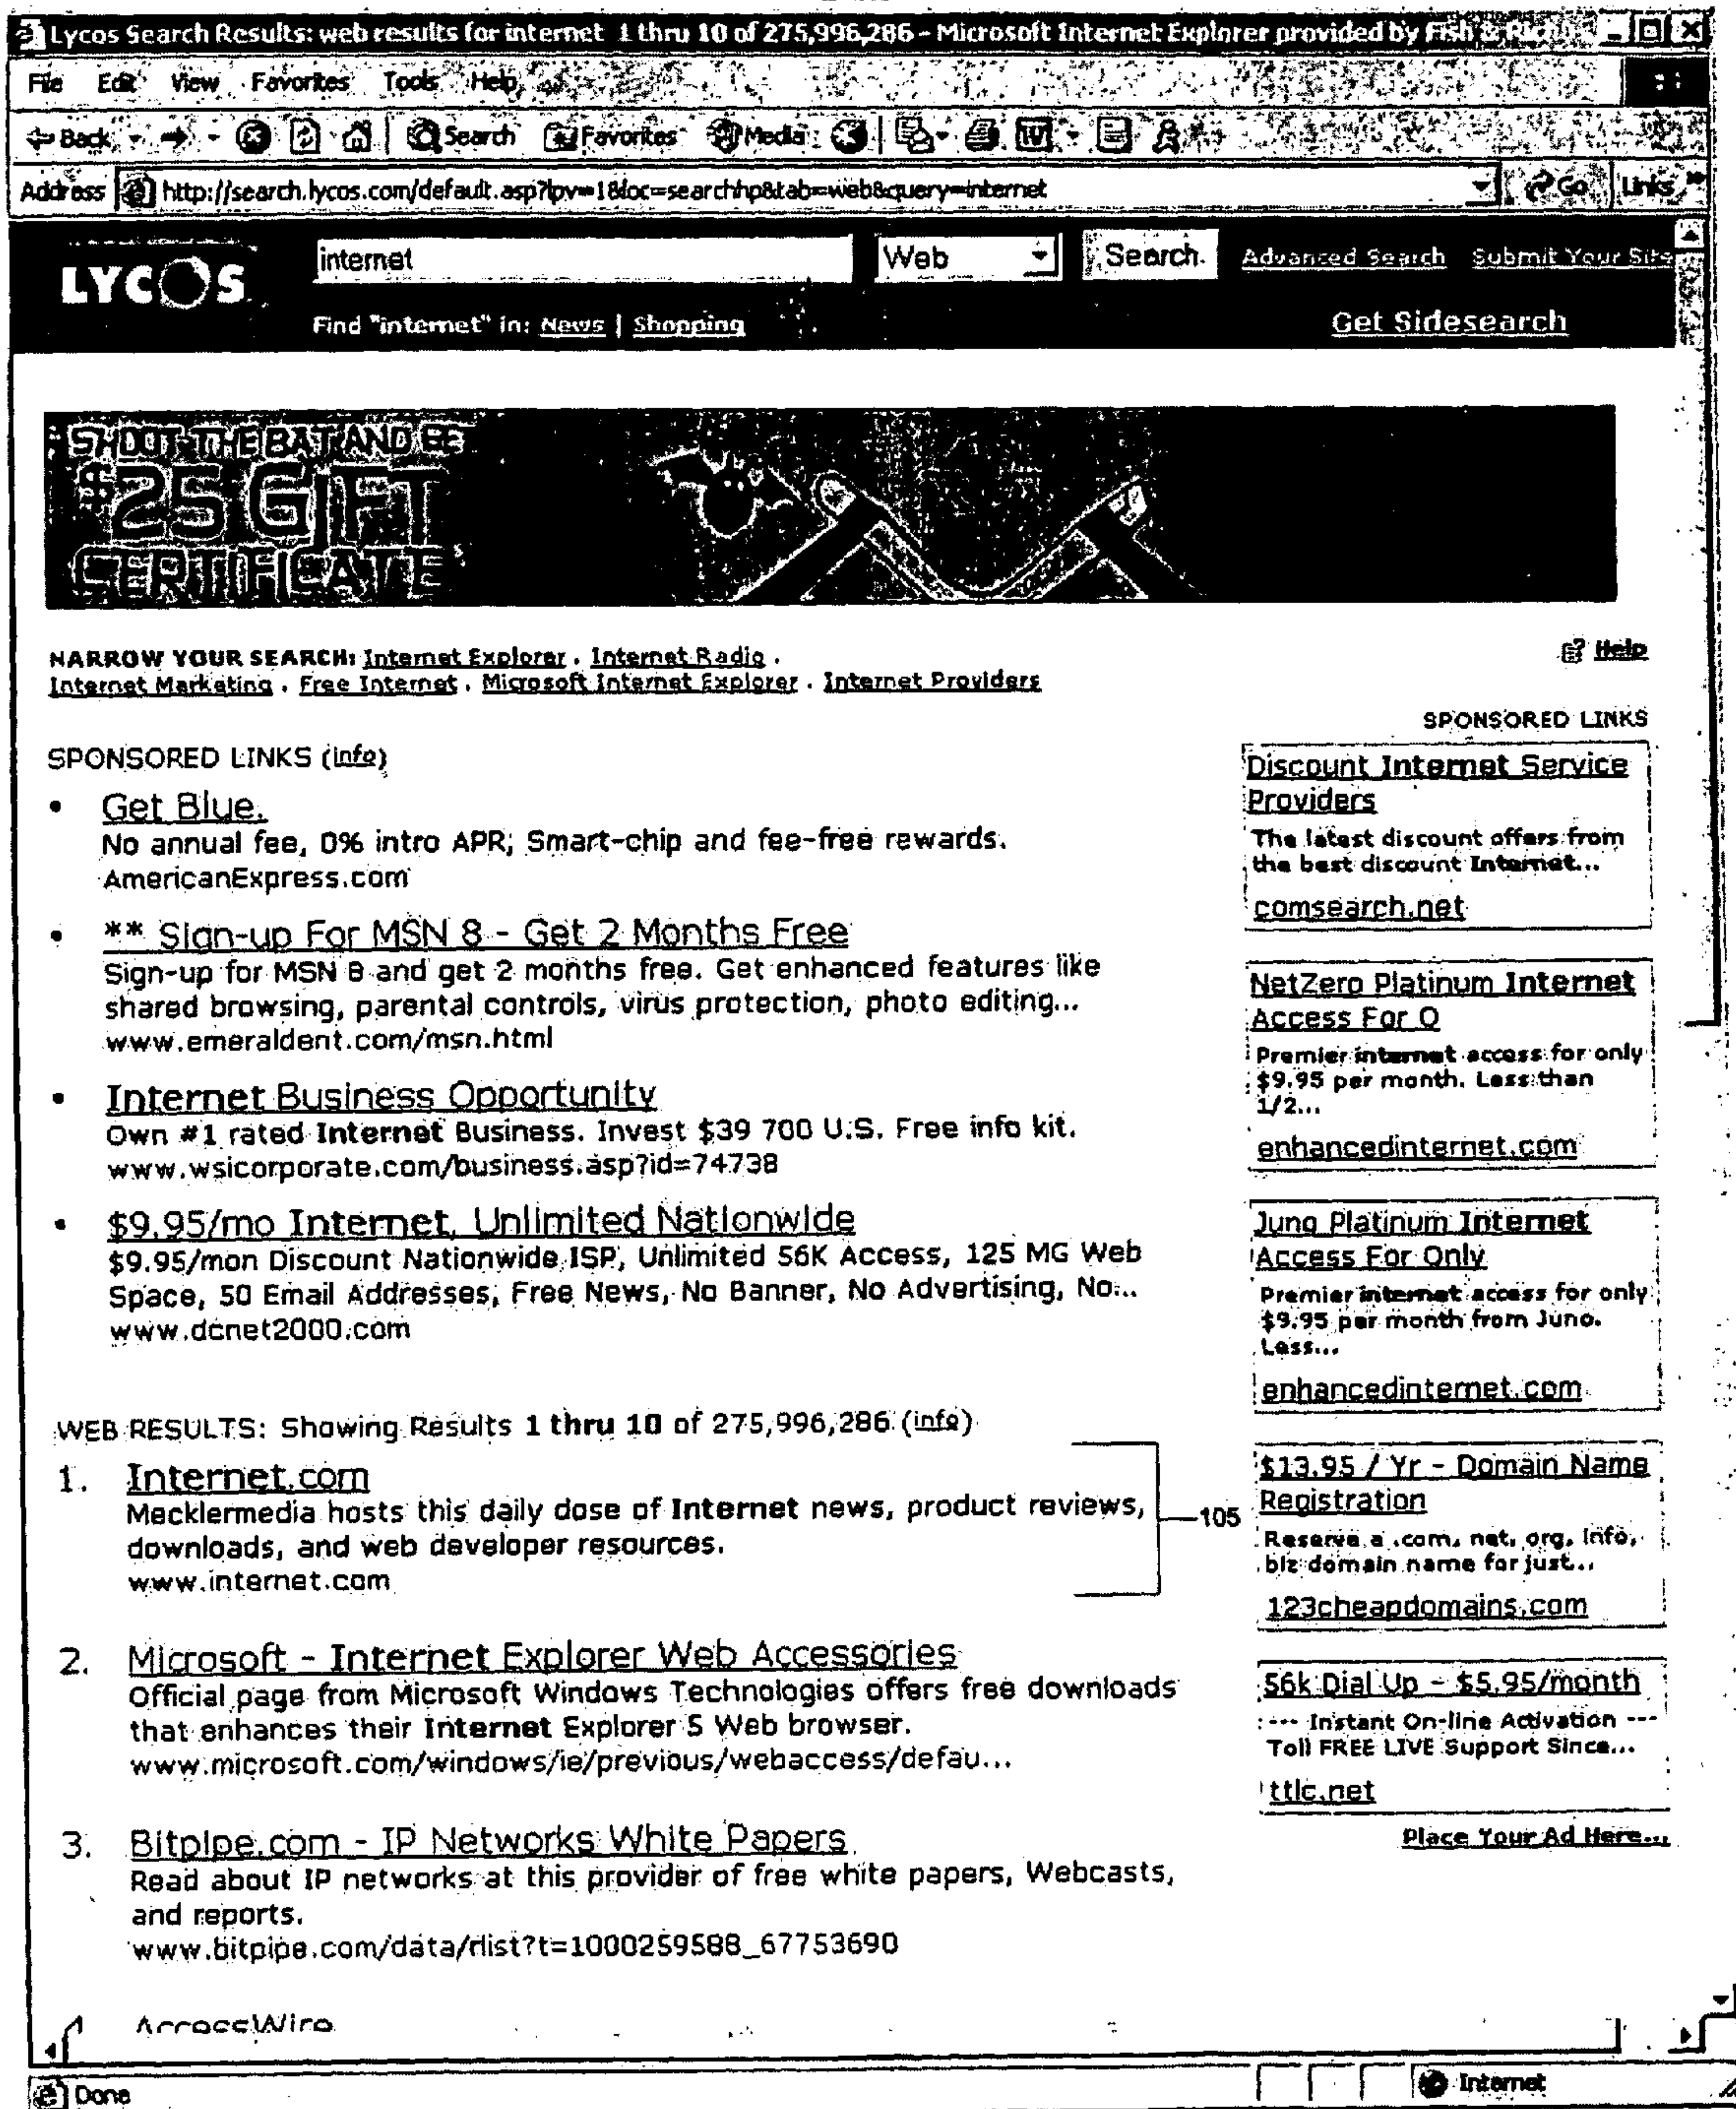 Lycos Search Results: web results for internet 1 thru 10 of 275,996,286 - Microsoft Internet Explorer provided by Fish &
File Edit View Favorites Tools Help
Back Search Favorites Media
Address http://search.lycos.com/default.asp?lpv=1&loc=searchhp&tab=web&query=internet Go Links
LYCOS internet Web Search Advanced Search Submit Your Site
Find "internet" in: News | Shopping Get Sidesearch
SHOOT THE BAT AND GET
$25 GIFT
CERTIFICATE
NARROW YOUR SEARCH: Internet Explorer . Internet Radio .
Internet Marketing . Free Internet . Microsoft Internet Explorer . Internet Providers
Help
SPONSORED LINKS (info)
• Get Blue.
No annual fee, 0% intro APR; Smart-chip and fee-free rewards.
AmericanExpress.com
• ** Sign-up For MSN 8 - Get 2 Months Free
Sign-up for MSN 8 and get 2 months free. Get enhanced features like
shared browsing, parental controls, virus protection, photo editing...
www.emeraldent.com/msn.html
• Internet Business Opportunity
Own #1 rated Internet Business. Invest $39 700 U.S. Free info kit.
www.wsicorporate.com/business.asp?id=74738
• $9.95/mo Internet, Unlimited Nationwide
$9.95/mon Discount Nationwide ISP, Unlimited 56K Access, 125 MG Web
Space, 50 Email Addresses, Free News, No Banner, No Advertising, No...
www.dcnet2000.com
WEB RESULTS: Showing Results 1 thru 10 of 275,996,286 (info)
1. Internet.com
Mecklermedia hosts this daily dose of Internet news, product reviews,
downloads, and web developer resources.
www.internet.com
105
2. Microsoft - Internet Explorer Web Accessories
Official page from Microsoft Windows Technologies offers free downloads
that enhances their Internet Explorer 5 Web browser.
www.microsoft.com/windows/ie/previous/webaccess/defau...
3. Bitpipe.com - IP Networks White Papers
Read about IP networks at this provider of free white papers, Webcasts,
and reports.
www.bitpipe.com/data/rlist?t=1000259588_67753690
SPONSORED LINKS
Discount Internet Service
Providers
The latest discount offers from
the best discount Internet...
comsearch.net
NetZero Platinum Internet
Access For O
Premier internet access for only
$9.95 per month. Less than
1/2...
enhancedinternet.com
Juno Platinum Internet
Access For Only
Premier internet access for only
$9.95 per month from Juno.
Less...
enhancedinternet.com
$13.95 / Yr - Domain Name
Registration
Reserve a .com, net, org, info,
biz domain name for just...
123cheapdomains.com
56k Dial Up - $5.95/month
--- Instant On-line Activation ---
Toll FREE LIVE Support Since...
ttlc.net
Place Your Ad Here...
Done Internet